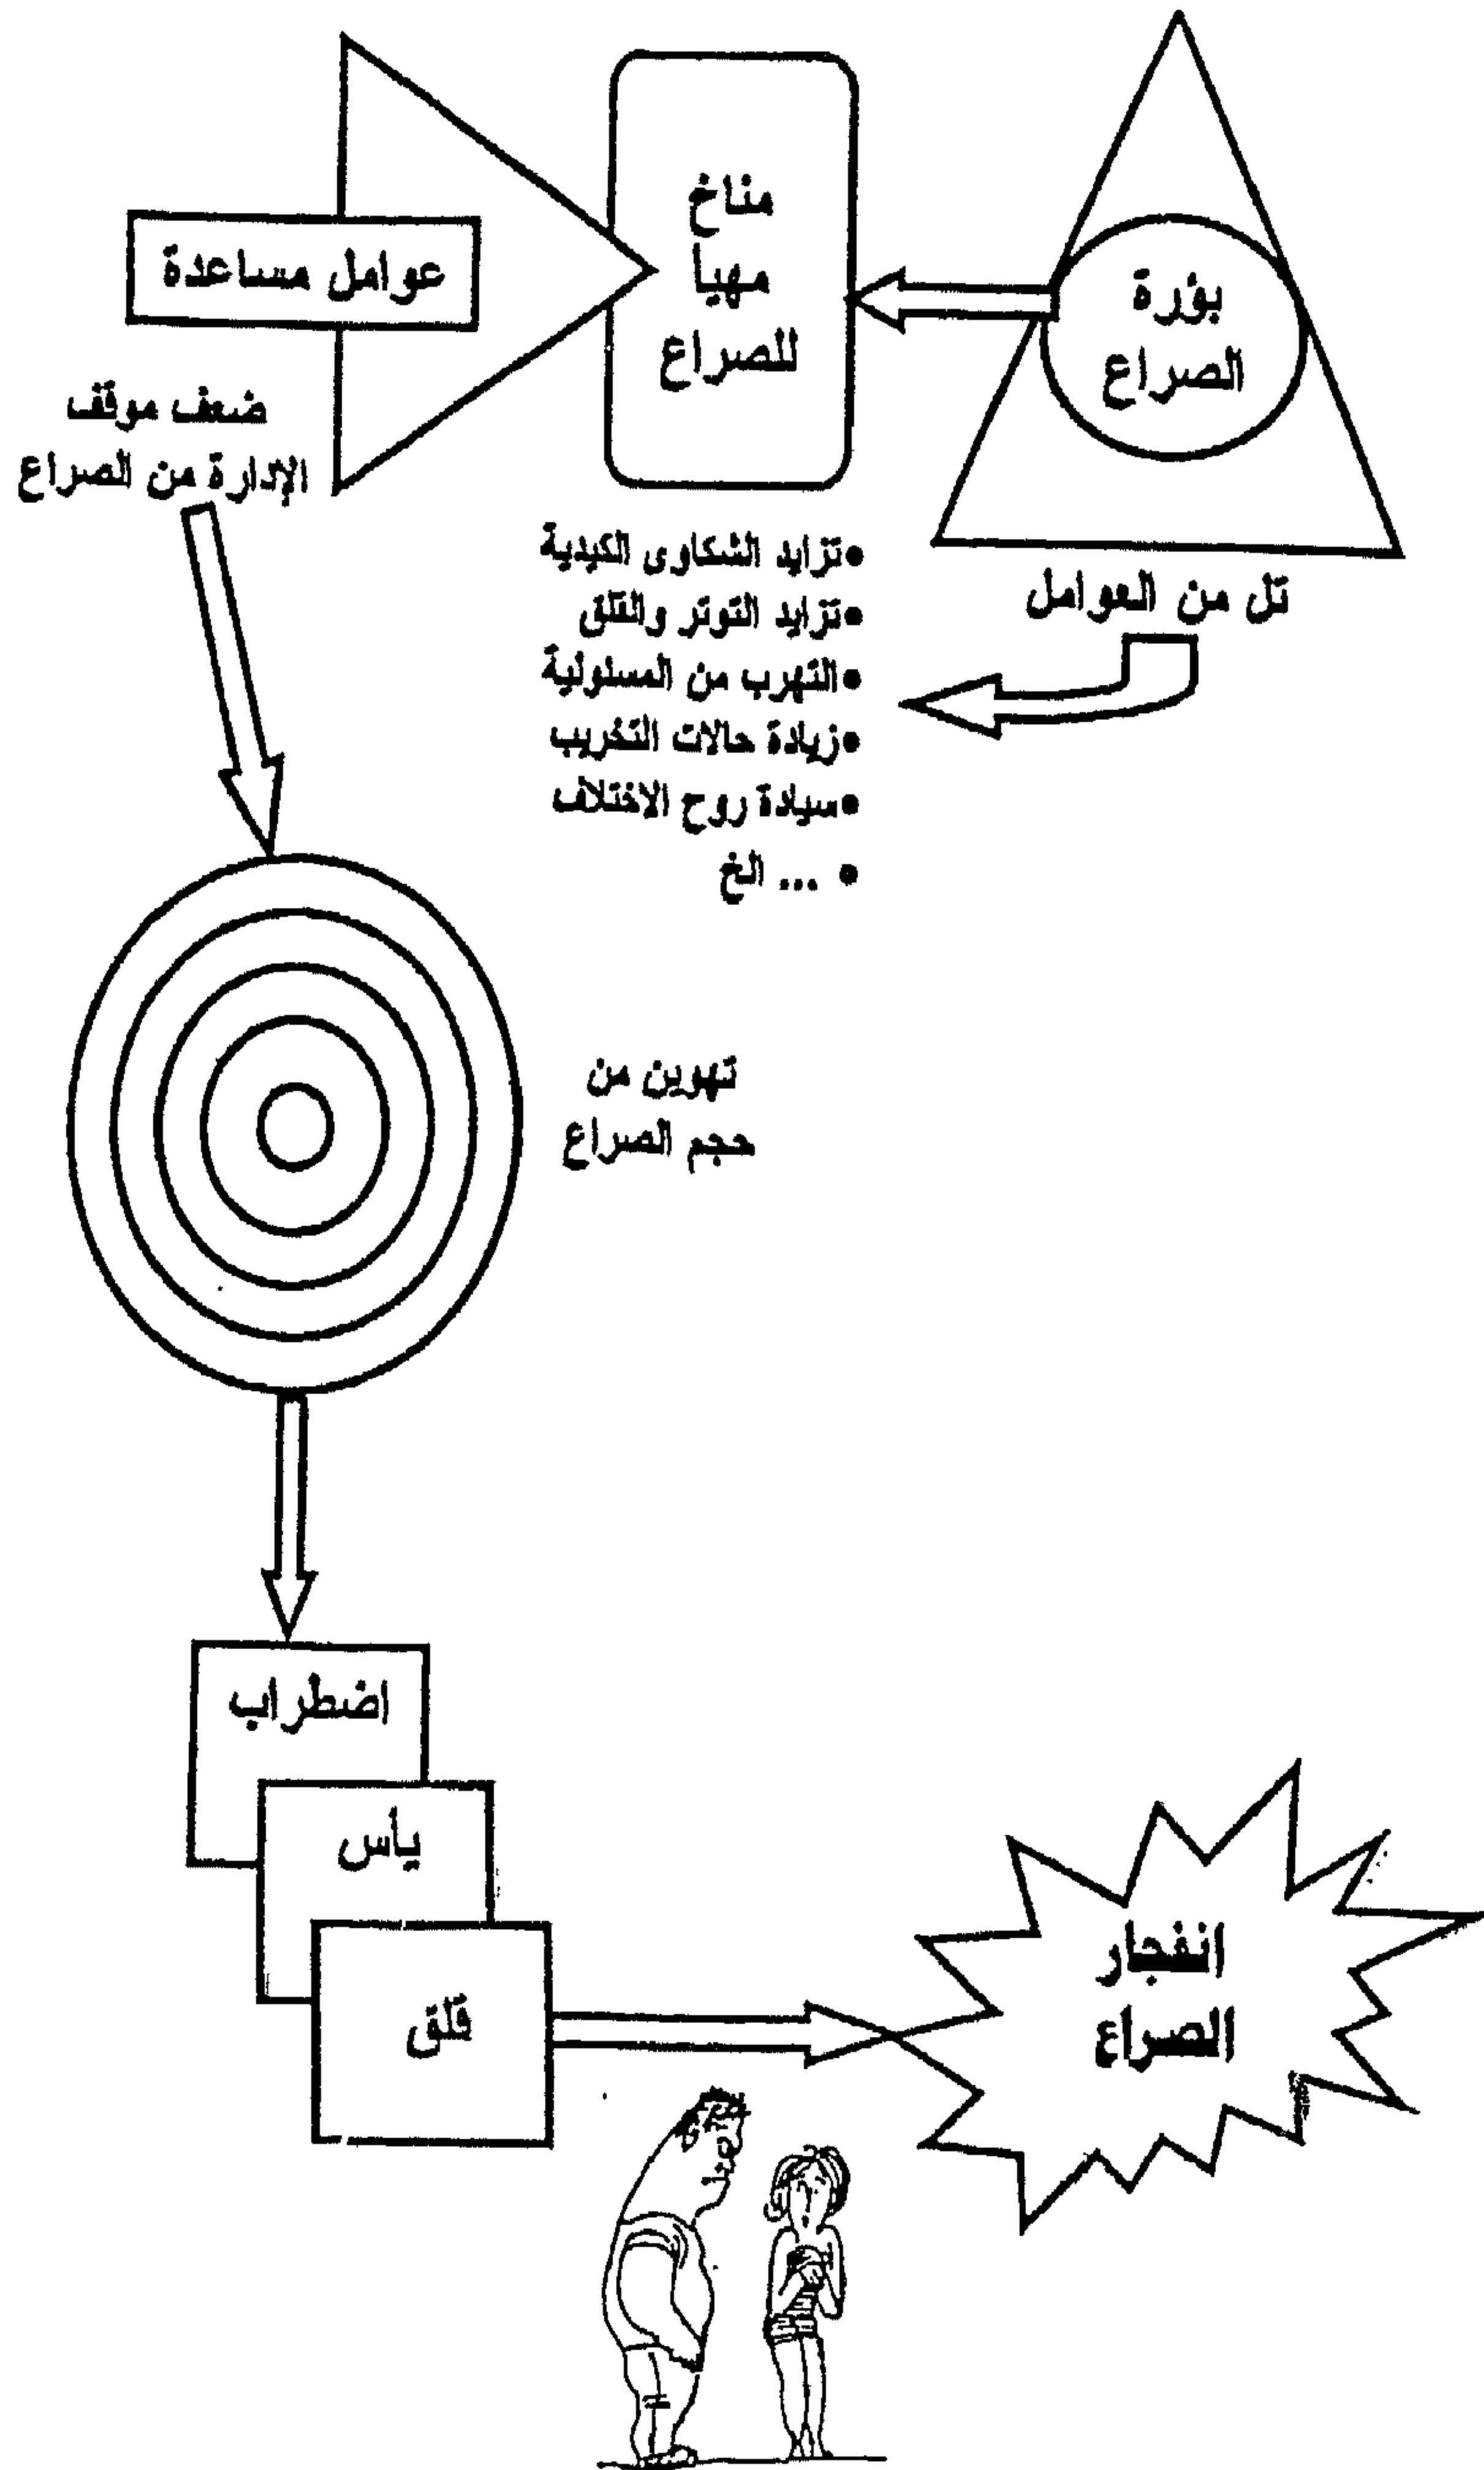 بؤرة
الصراع
مناخ
مهيأ
للصراع
عوامل مساعدة
ضعف موقف
الإدارة من الصراع
تل من العوامل
•تزايد الشكاوى الكيدية
•تزايد التوتر والقلق
•التهرب من المسئولية
•زيادة حالات التخريب
•سيادة روح الاختلاف
• ... الخ
تهوين من
حجم الصراع
اضطراب
يأس
قلق
انفجار
الصراع